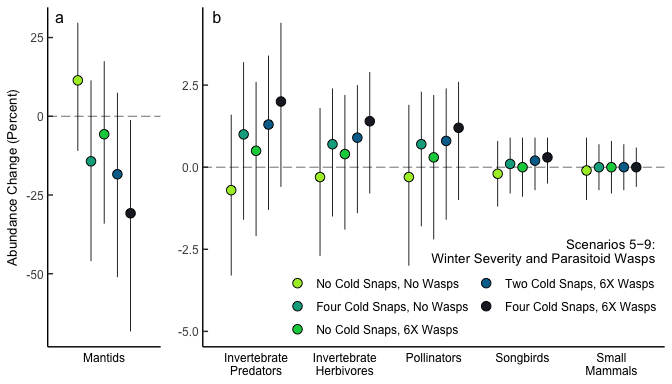 a
b
Abundance Change (Percent)
25
0
-25
-50
2.5
0.0
-2.5
-5.0
Scenarios 5−9:
Winter Severity and Parasitoid Wasps
No Cold Snaps, No Wasps
Four Cold Snaps, No Wasps
No Cold Snaps, 6X Wasps
Two Cold Snaps, 6X Wasps
Four Cold Snaps, 6X Wasps
Mantids
Invertebrate
Predators
Invertebrate
Herbivores
Pollinators
Songbirds
Small
Mammals